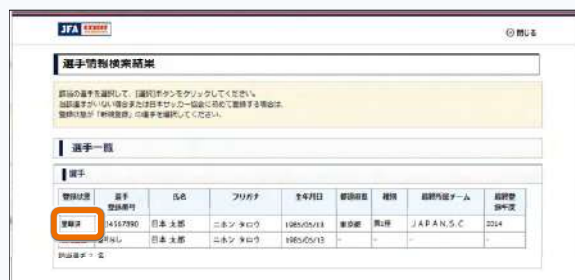 JFA
閉じる
選手情報検索結果
該当の選手を選択して、[選択]ボタンをクリックしてください。
当該選手がいない場合または日本サッカー協会に初めて登録する場合は、
登録状態が「新規登録」の選手を選択してください。
選手一覧
選手
登録状態 選手登録番号 氏名 フリガナ 生年月日 都道府県 種別 最終所属チーム 最終登録年度
登録済 日本 太郎 ニホン タロウ 1985/05/13 東京都 第1種 J A P A N . S . C 2014
日本 太郎 ニホン タロウ 1985/05/13 - - - -